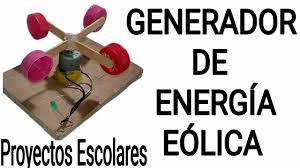 GENERADOR
DE
ENERGÍA
EÓLICA
Proyectos Escolares